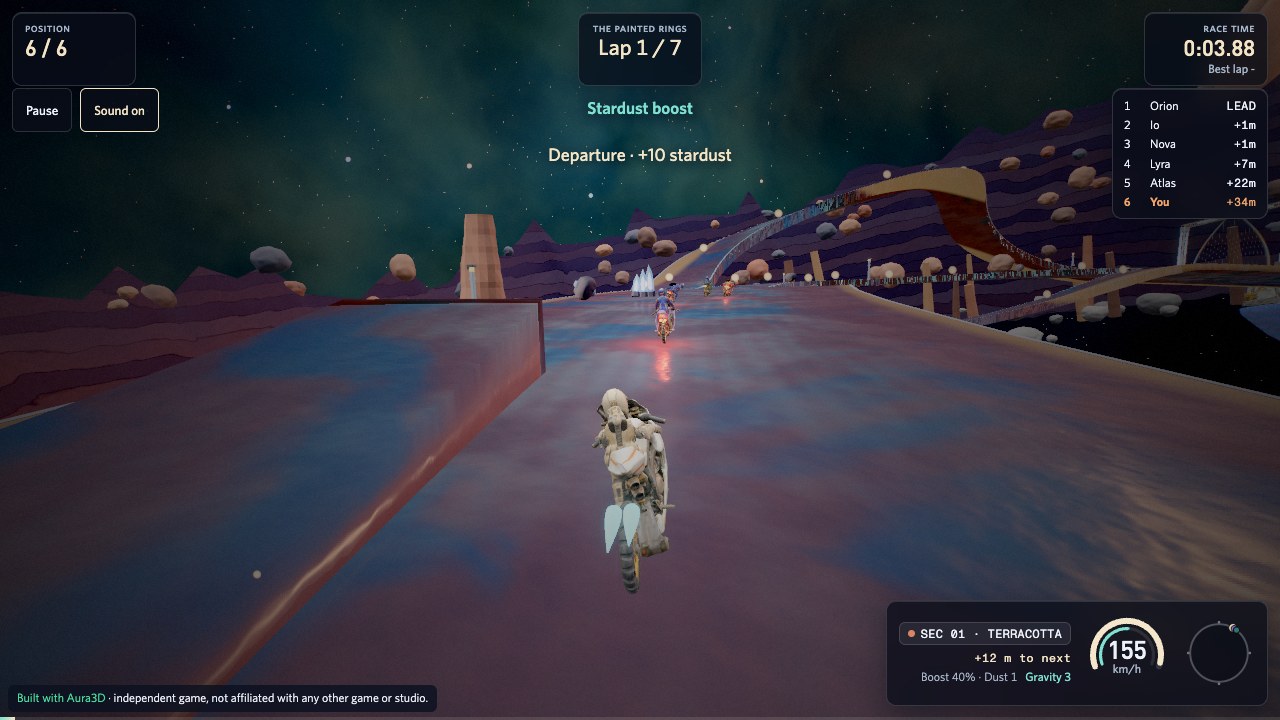 POSITION
6 / 6
Pause
Sound on
THE PAINTED RINGS
Lap 1 / 7
Stardust boost
Departure · +10 stardust
RACE TIME
0:03.88
Best lap -
1 Orion LEAD
2 Io +1m
3 Nova +1m
4 Lyra +7m
5 Atlas +22m
6 You +34m
SEC 01 · TERRACOTTA
+12 m to next
Boost 40% · Dust 1 Gravity 3
155
km/h
Built with Aura3D · independent game, not affiliated with any other game or studio.